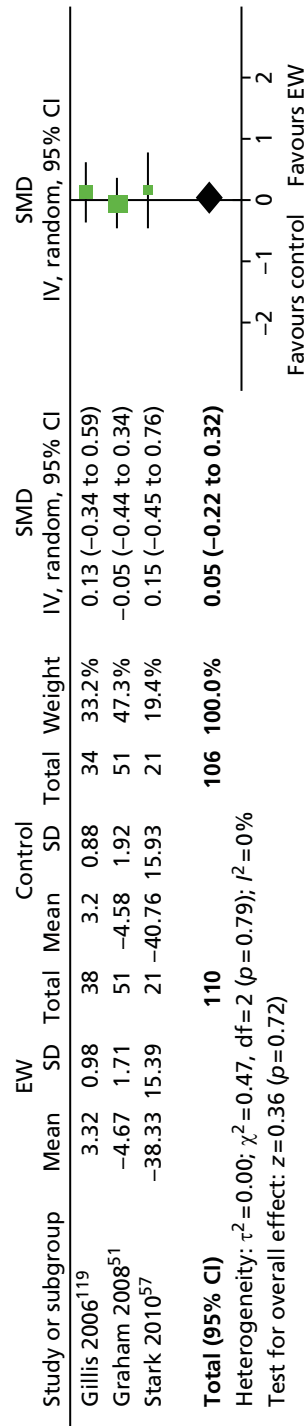 EW Control SMD SMD
Study or subgroup Mean SD Total Mean SD Total Weight IV, random, 95% CI IV, random, 95% CI
Gillis 2006¹¹⁹ 3.32 0.98 38 3.2 0.88 34 33.2% 0.13 (−0.34 to 0.59)
Graham 2008⁵¹ −4.67 1.71 51 −4.58 1.92 51 47.3% −0.05 (−0.44 to 0.34)
Stark 2010⁵⁷ −38.33 15.39 21 −40.76 15.93 21 19.4% 0.15 (−0.45 to 0.76)
Total (95% CI) 110 106 100.0% 0.05 (−0.22 to 0.32)
Heterogeneity: τ²=0.00; χ²=0.47, df=2 (p=0.79); I²=0%
Test for overall effect: z=0.36 (p=0.72)
−2 −1 0 1 2
Favours control Favours EW